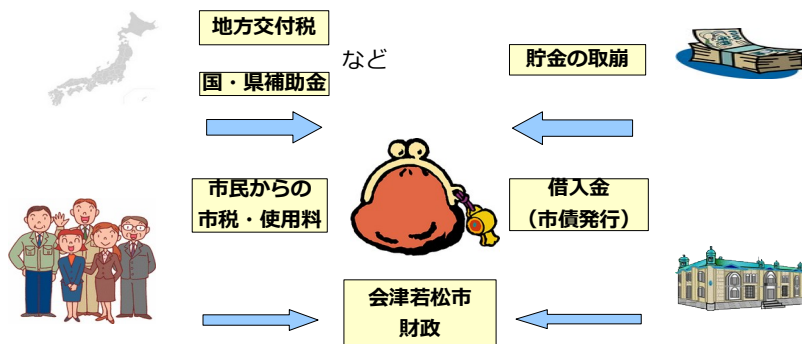 地方交付税
など
国・県補助金
貯金の取崩
市民からの
市税・使用料
借入金
（市債発行）
会津若松市
財政